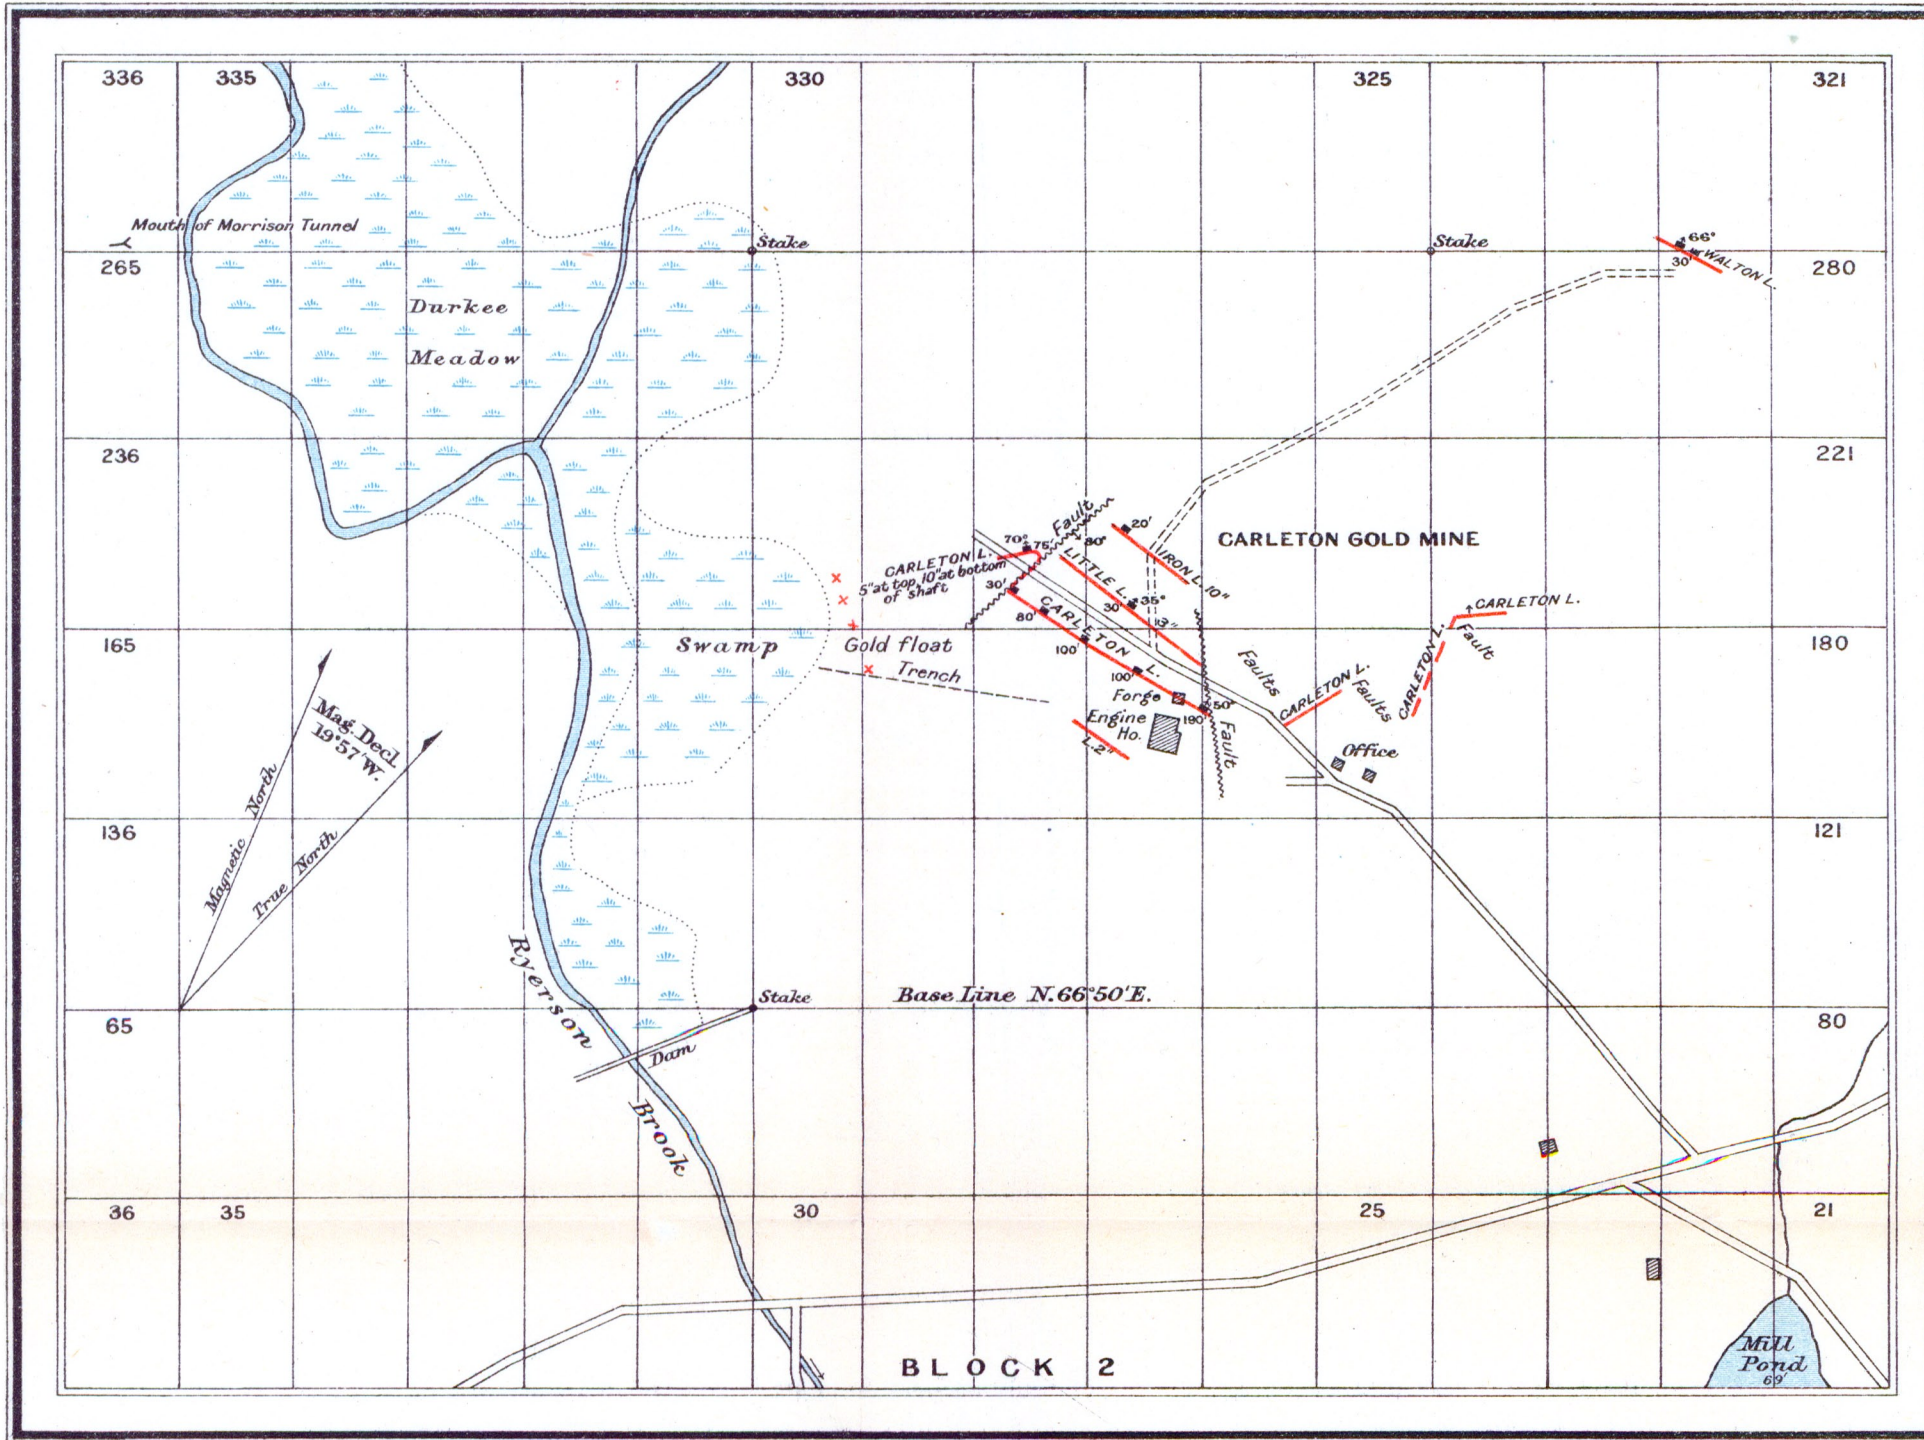 336 335 330 325 321
Mouth of Morrison Tunnel
Stake
Stake
66°
30'
WALTON L.
265
280
Durkee
Meadow
236
221
Fault
80°
20'
CARLETON GOLD MINE
70° 75'
CARLETON L.
5" at top, 10" at bottom
of shaft
IRON L. 10"
LITTLE L.
35°
30'
3"
30'
80'
CARLETON L.
100'
100'
CARLETON L.
Fault
CARLETON L.
165
Swamp
Gold float
180
Trench
Faults
CARLETON L.
Faults
Forge
50°
190'
Engine
Ho.
Fault
L. 2"
Office
Mag. Decl.
19°57'W.
Magnetic North
True North
136
121
Ryerson
Brook
Stake
Base Line N.66°50'E.
65
80
Dam
36 35 30 25 21
BLOCK 2
Mill
Pond
69'